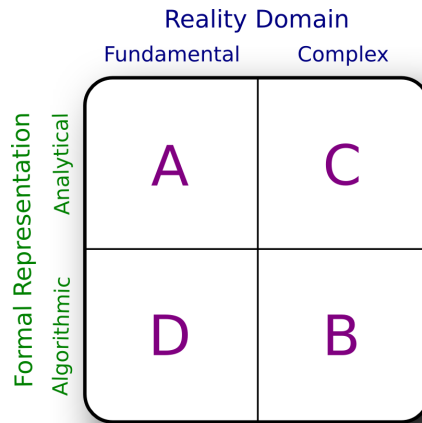 Reality Domain
Fundamental Complex
Formal Representation
Analytical
A C
Algorithmic
D B